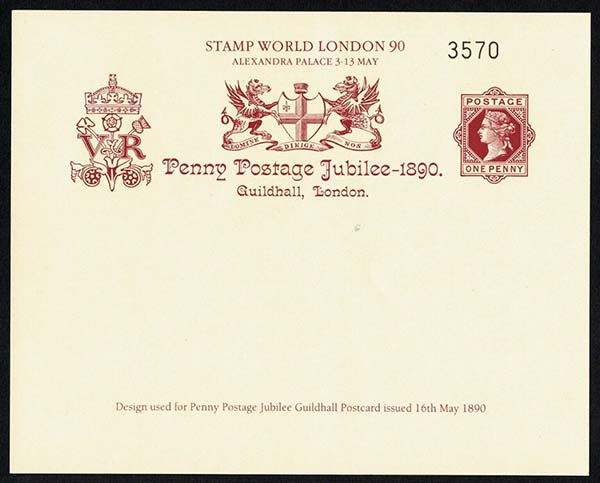 STAMP WORLD LONDON 90
3570
ALEXANDRA PALACE 3-13 MAY
VR
DOMINE DIRIGE NOS
POSTAGE
ONE PENNY
Penny Postage Jubilee-1890.
Guildhall, London.
Design used for Penny Postage Jubilee Guildhall Postcard issued 16th May 1890